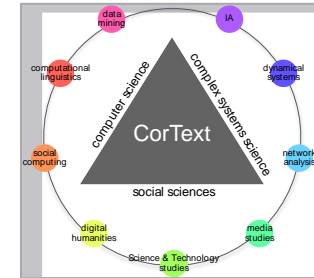 data
mining
IA
computational
linguistics
dynamical
systems
computer science
complex systems science
CorText
social
computing
network
analysis
social sciences
digital
humanities
media
studies
Science & Technology
studies